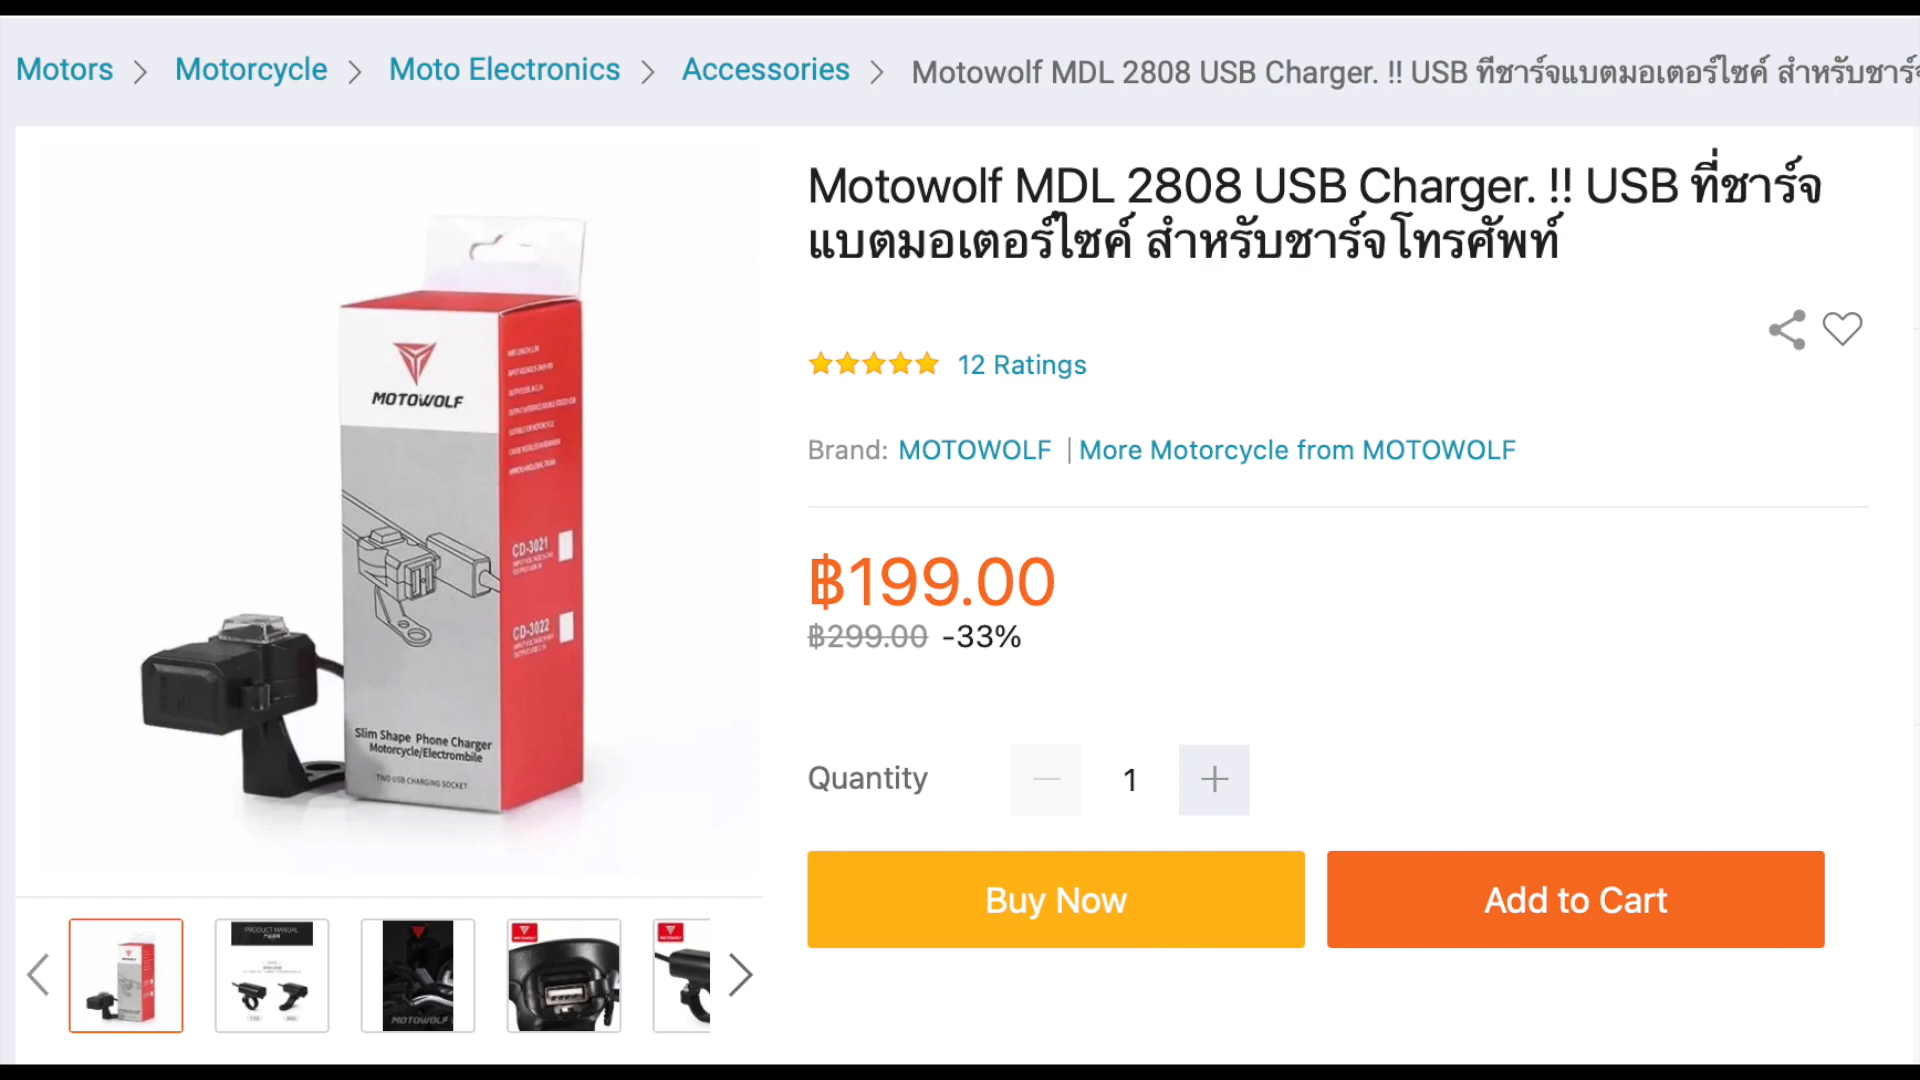 Motors
Motorcycle
Moto Electronics
Accessories
Motowolf MDL 2808 USB Charger. !! USB ที่ชาร์จแบตมอเตอร์ไซค์ สำหรับชาร์จ
Motowolf MDL 2808 USB Charger. !! USB ที่ชาร์จ
แบตมอเตอร์ไซค์ สำหรับชาร์จโทรศัพท์
12 Ratings
Brand: MOTOWOLF | More Motorcycle from MOTOWOLF
฿199.00
฿299.00 -33%
Quantity
1
Buy Now
Add to Cart
MOTOWOLF
CD-3021
CD-3022
Slim Shape Phone Charger
Motorcycle/Electrombile
TWO USB CHARGING SOCKET
PRODUCT MANUAL
MOTOWOLF